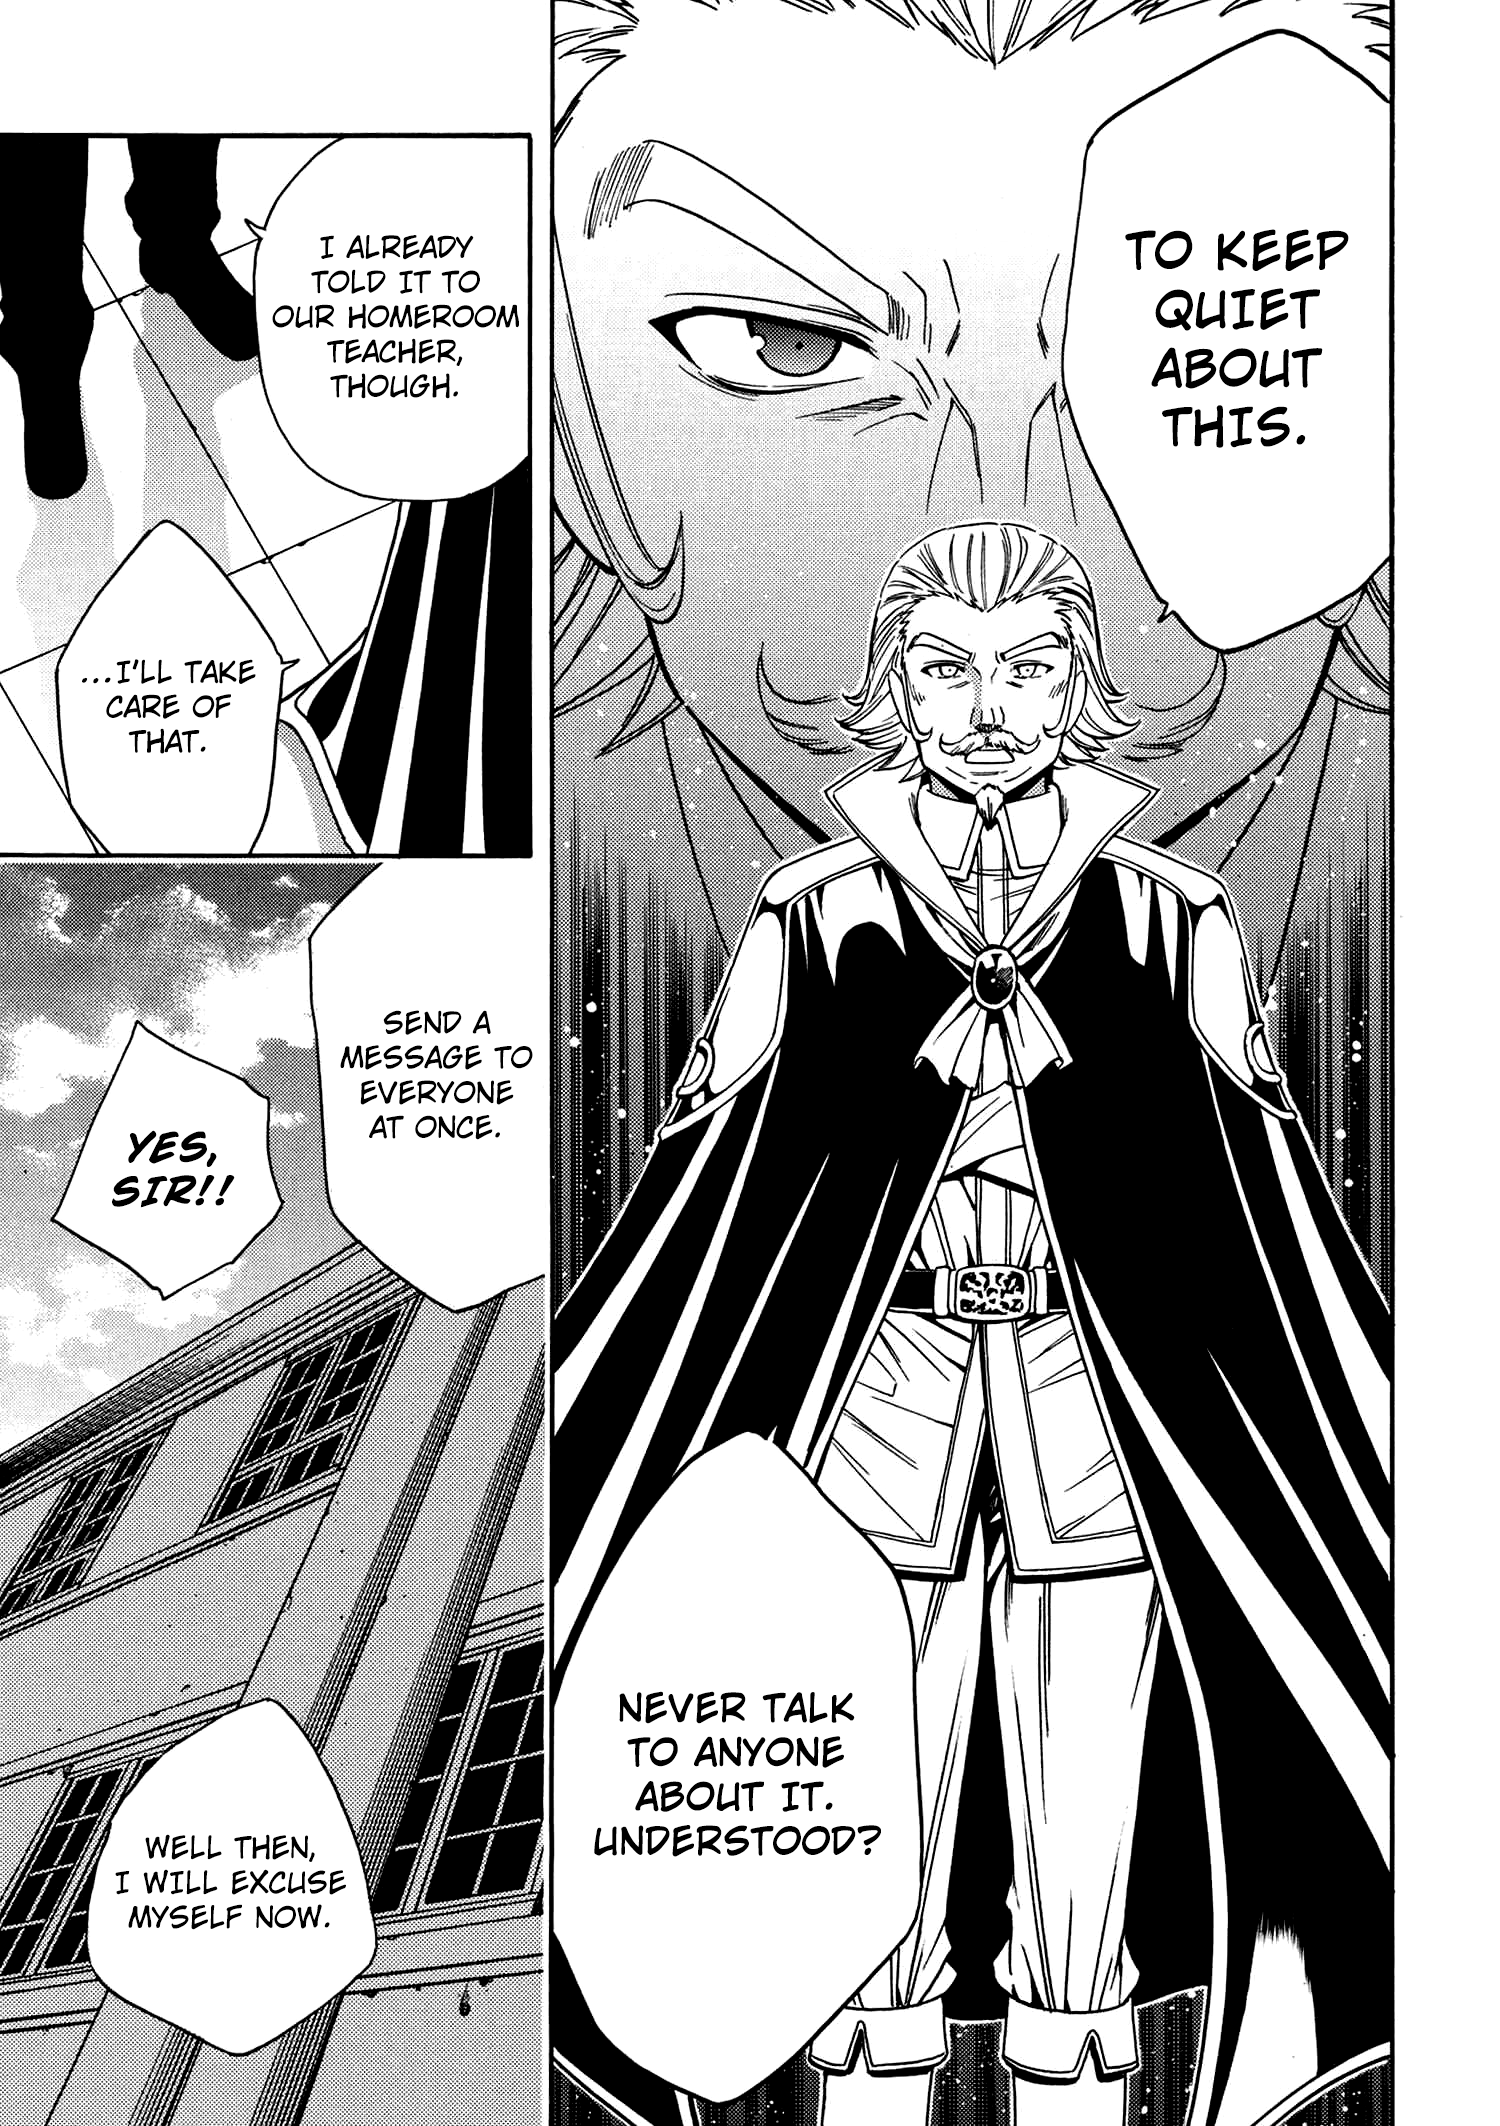 TO KEEP
QUIET
ABOUT
THIS.
NEVER TALK
TO ANYONE
ABOUT IT.
UNDERSTOOD?
I ALREADY
TOLD IT TO
OUR HOMEROOM
TEACHER,
THOUGH.
...I'LL TAKE
CARE OF
THAT.
SEND A
MESSAGE TO
EVERYONE
AT ONCE.
YES,
SIR!!
WELL THEN,
I WILL EXCUSE
MYSELF NOW.